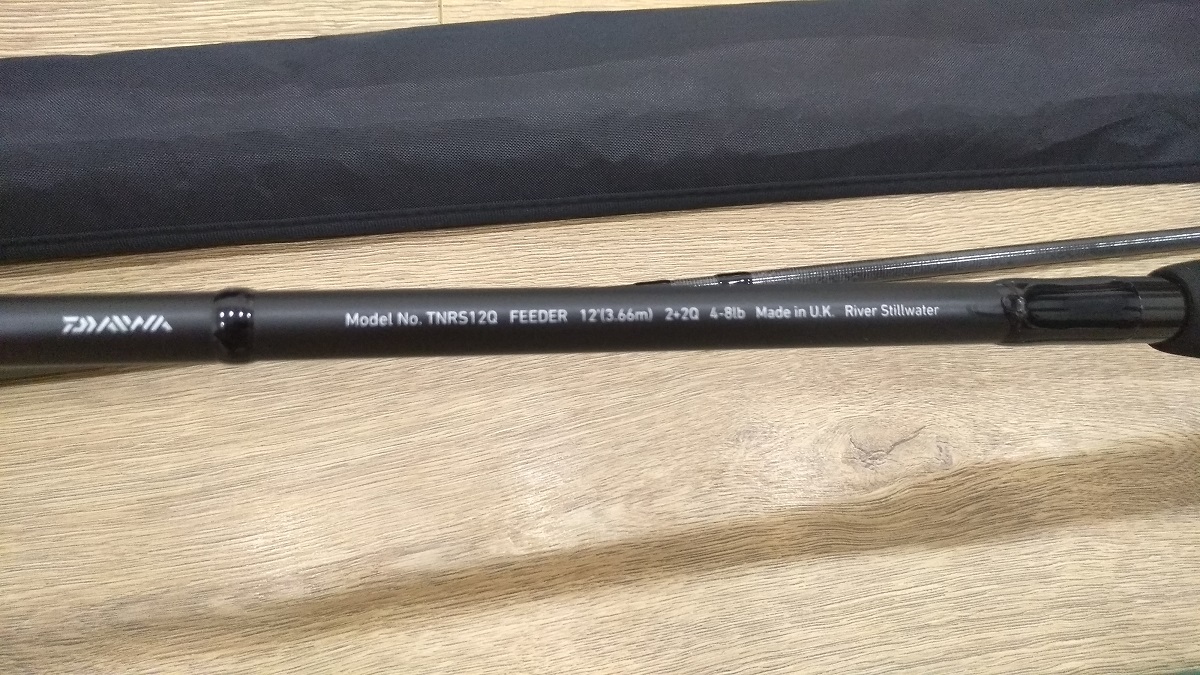 DAIWA Model No. TNRS12Q FEEDER 12'(3.66m) 2+2Q 4-8lb Made in U.K. River Stillwater